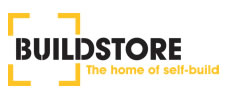 BUILDSTORE
The home of self-build